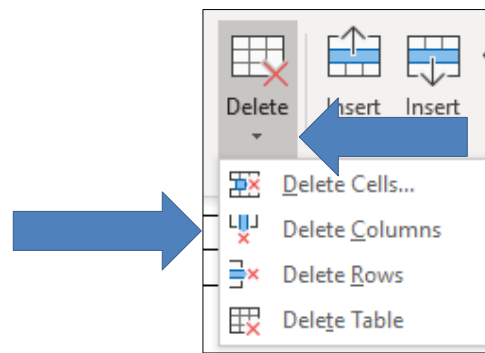 Delete Insert Insert
Delete Cells...
Delete Columns
Delete Rows
Delete Table